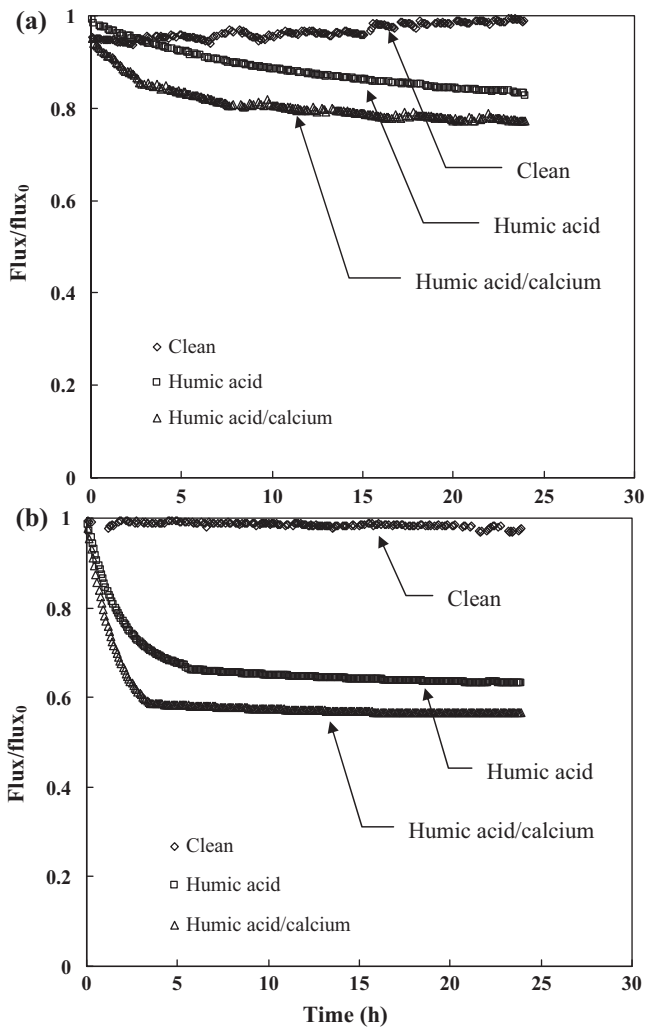 (a)
1
0.8
0.6
0.4
0.2
0
Flux/flux0
Clean
Humic acid
Humic acid/calcium
Clean
Humic acid
Humic acid/calcium
0 5 10 15 20 25 30
(b)
1
0.8
0.6
0.4
0.2
0
Flux/flux0
Clean
Humic acid
Humic acid/calcium
Clean
Humic acid
Humic acid/calcium
0 5 10 15 20 25 30
Time (h)